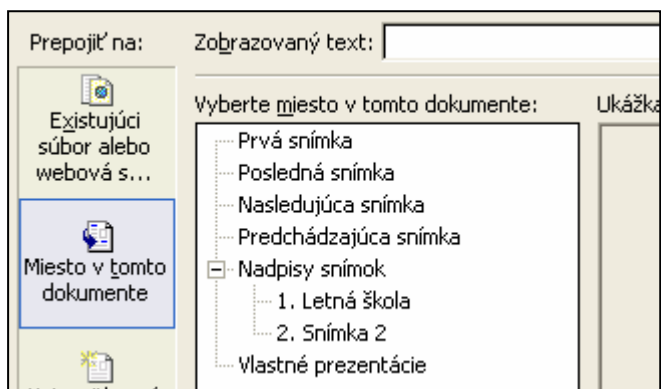 Prepojiť na:
Zobrazovaný text:
Existujúci
súbor alebo
webová s...
Miesto v tomto
dokumente
Vyberte miesto v tomto dokumente:
Ukážka
Prvá snímka
Posledná snímka
Nasledujúca snímka
Predchádzajúca snímka
Nadpisy snímok
1. Letná škola
2. Snímka 2
Vlastné prezentácie